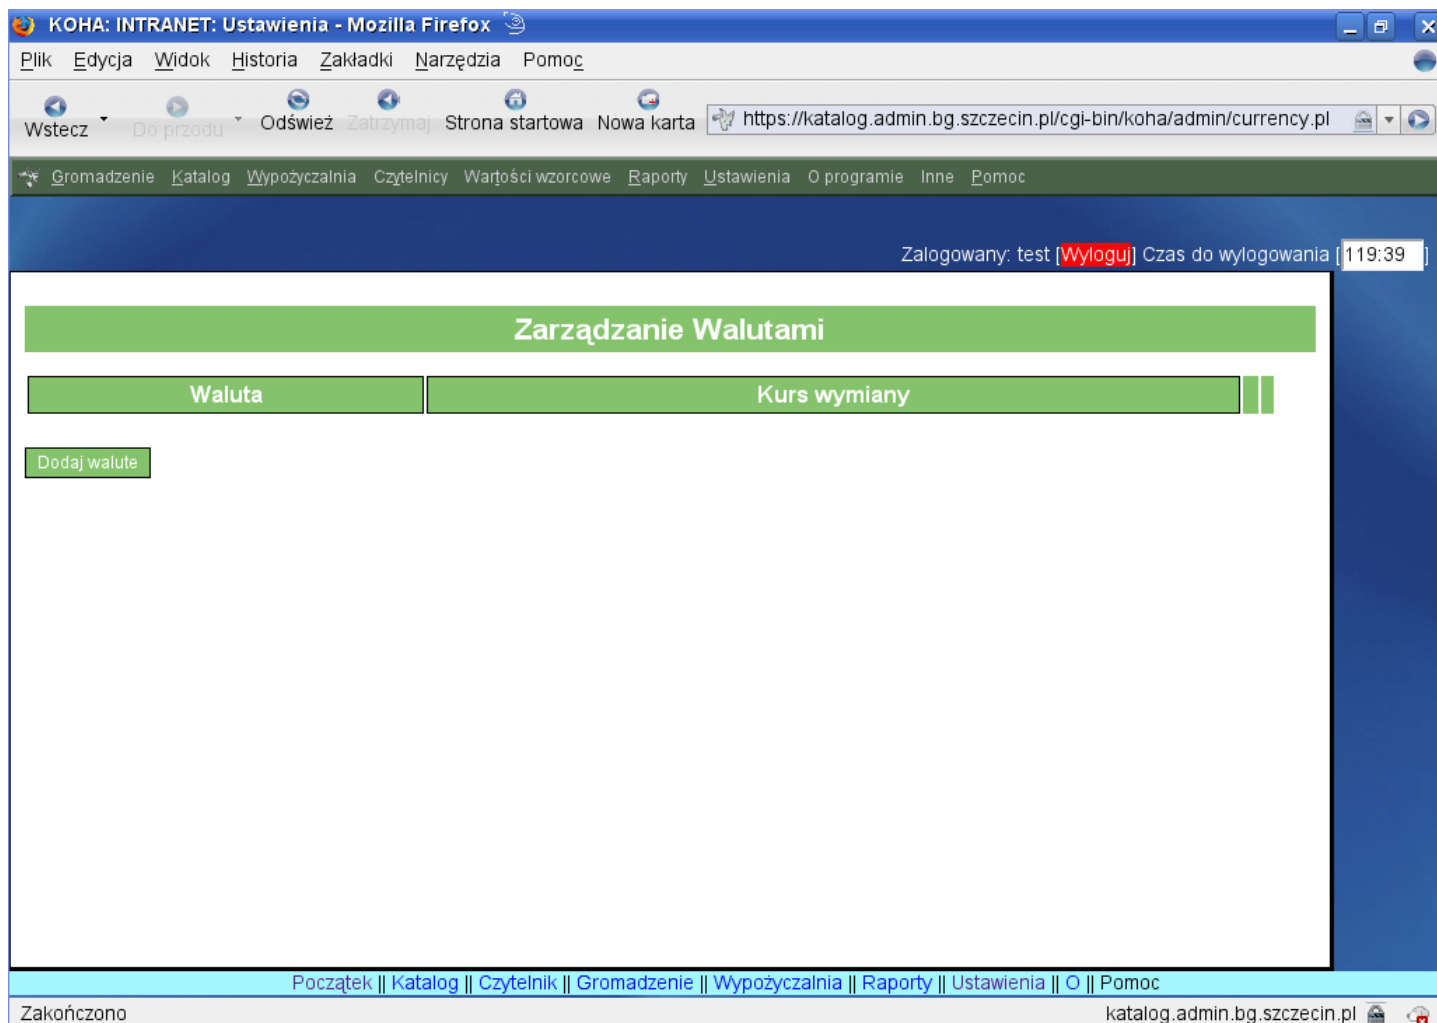 KOHA: INTRANET: Ustawienia - Mozilla Firefox
Plik Edycja Widok Historia Zakładki Narzędzia Pomoc
Wstecz Do przodu Odśwież Zatrzymaj Strona startowa Nowa karta https://katalog.admin.bg.szczecin.pl/cgi-bin/koha/admin/currency.pl
Gromadzenie Katalog Wypożyczalnia Czytelnicy Wartości wzorcowe Raporty Ustawienia O programie Inne Pomoc
Zalogowany: test [Wyloguj] Czas do wylogowania [119:39]
Zarządzanie Walutami
Waluta Kurs wymiany
Dodaj walute
Początek || Katalog || Czytelnik || Gromadzenie || Wypożyczalnia || Raporty || Ustawienia || O || Pomoc
Zakończono katalog.admin.bg.szczecin.pl